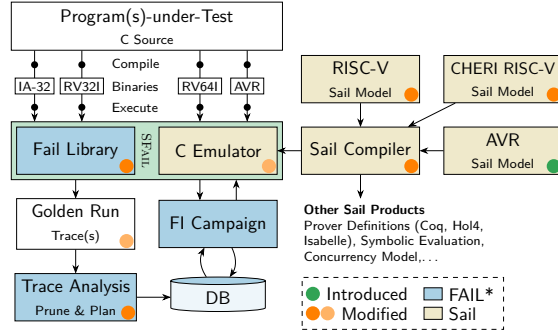 Program(s)-under-Test
C Source
Compile
IA-32 RV32I Binaries RV64I AVR
Execute
RISC-V
Sail Model
CHERI RISC-V
Sail Model
Fail Library
SFAIL
C Emulator
Sail Compiler
AVR
Sail Model
Golden Run
Trace(s)
FI Campaign
Other Sail Products
Prover Definitions (Coq, Hol4,
Isabelle), Symbolic Evaluation,
Concurrency Model,...
Trace Analysis
Prune & Plan
DB
Introduced
Modified
FAIL*
Sail